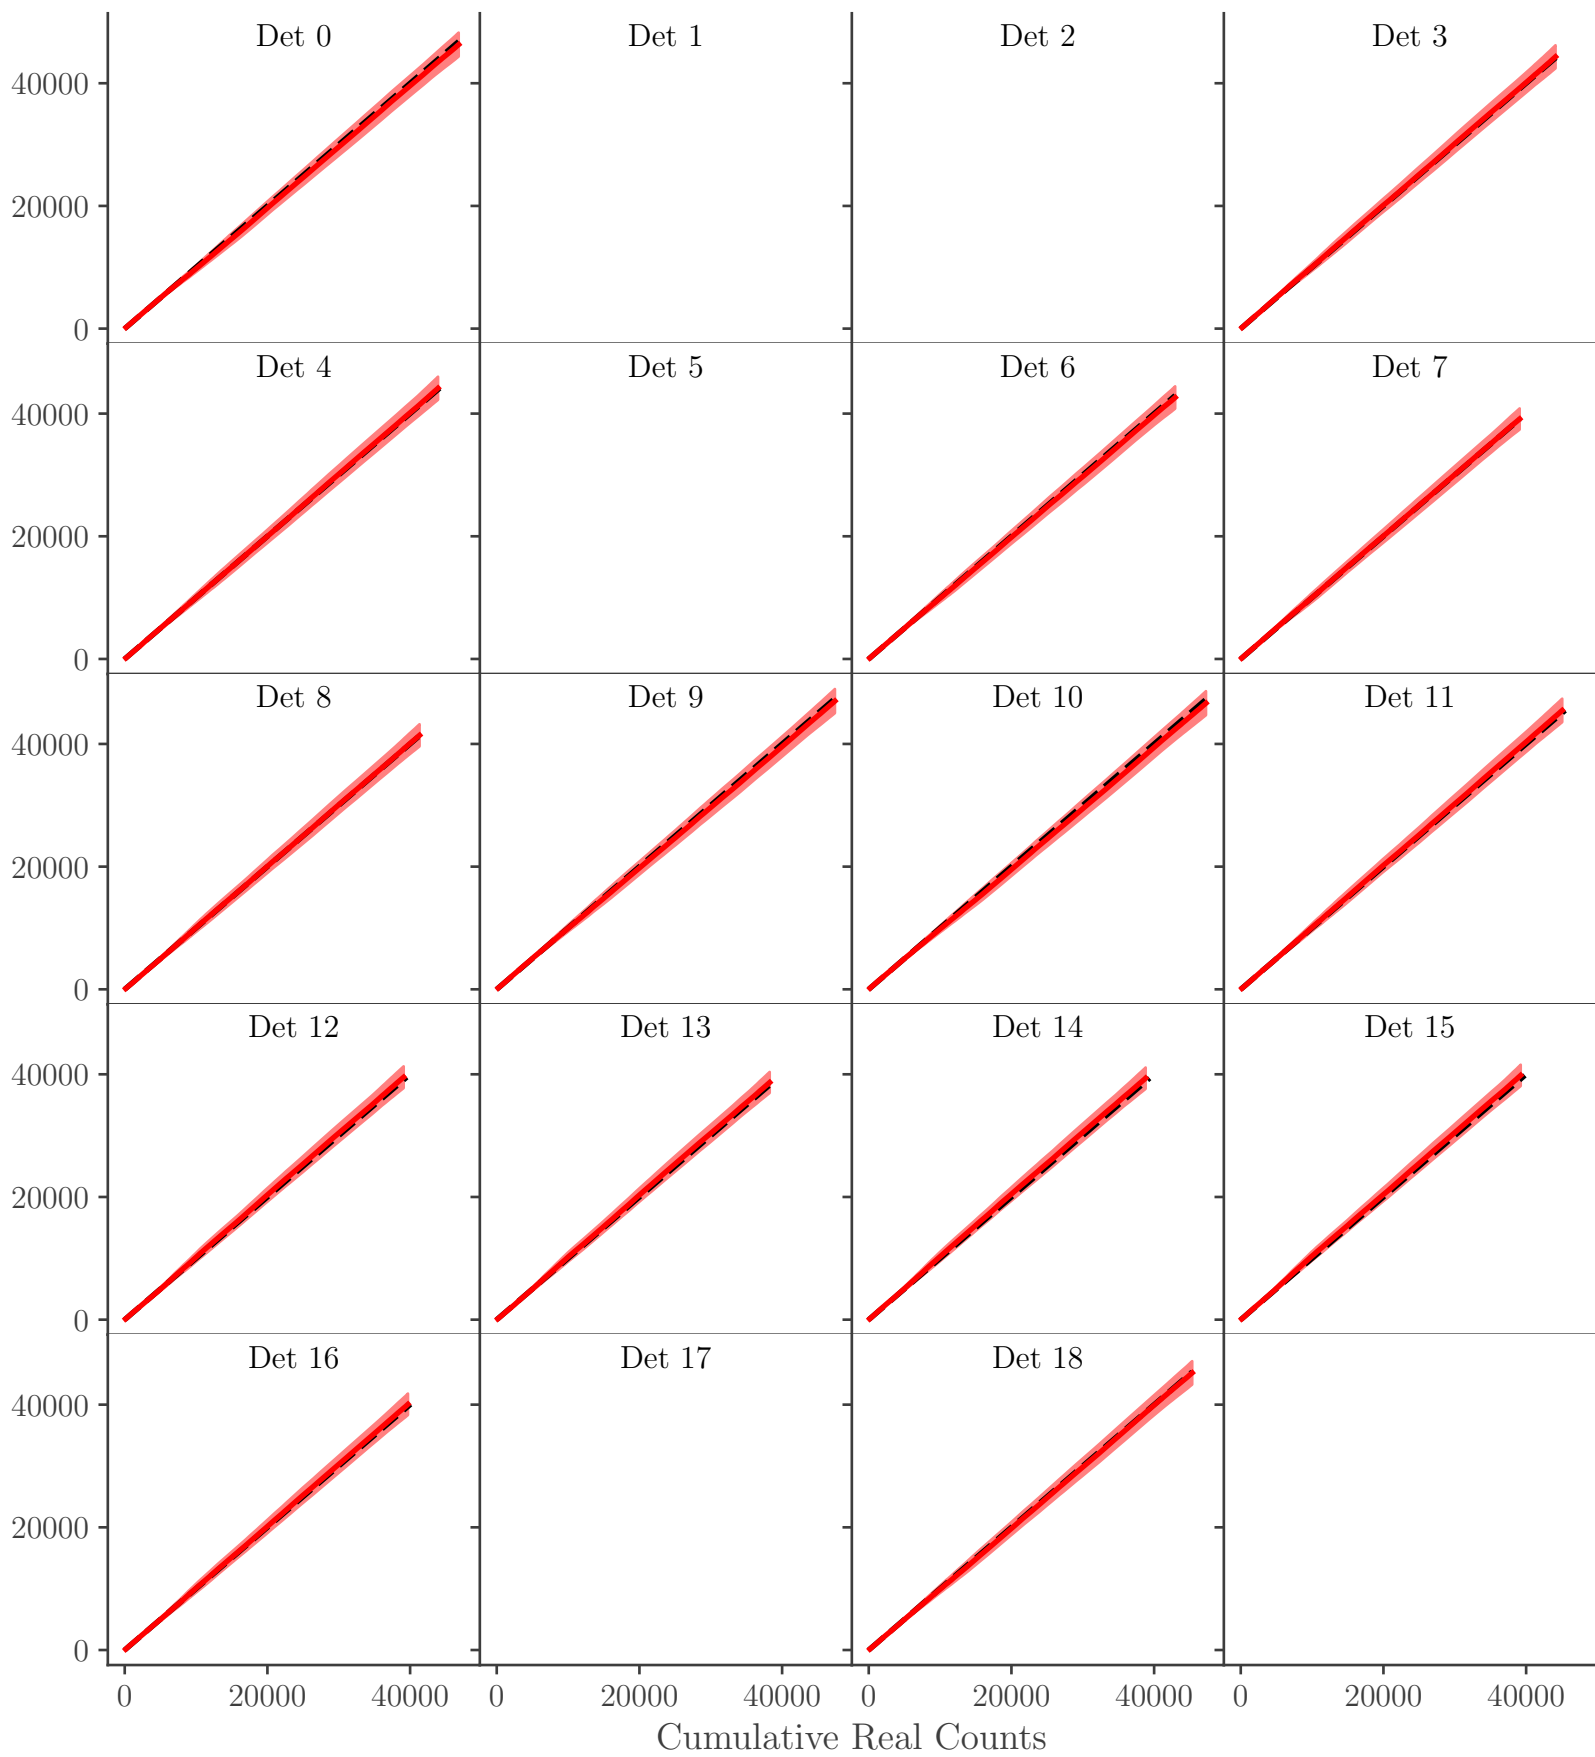 Det 0 Det 1 Det 2 Det 3
40000
20000
0
Det 4 Det 5 Det 6 Det 7
40000
20000
0
Det 8 Det 9 Det 10 Det 11
40000
20000
0
Det 12 Det 13 Det 14 Det 15
40000
20000
0
Det 16 Det 17 Det 18
40000
20000
0
0 20000 40000 0 20000 40000 0 20000 40000 0 20000 40000
Cumulative Real Counts